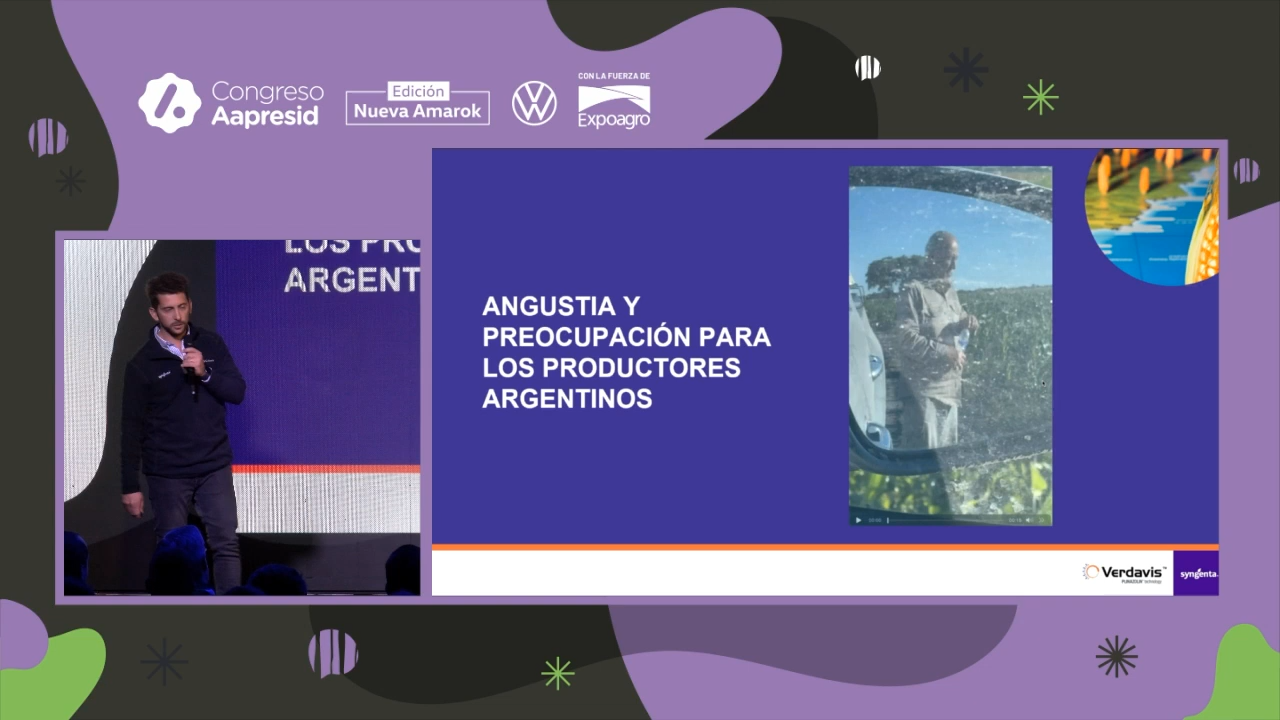 Congreso
Aapresid
Edición
Nueva Amarok
CON LA FUERZA DE
Expoagro
LOS PRO
ARGENT
ANGUSTIA Y
PREOCUPACIÓN PARA
LOS PRODUCTORES
ARGENTINOS
Verdavis™
syngenta